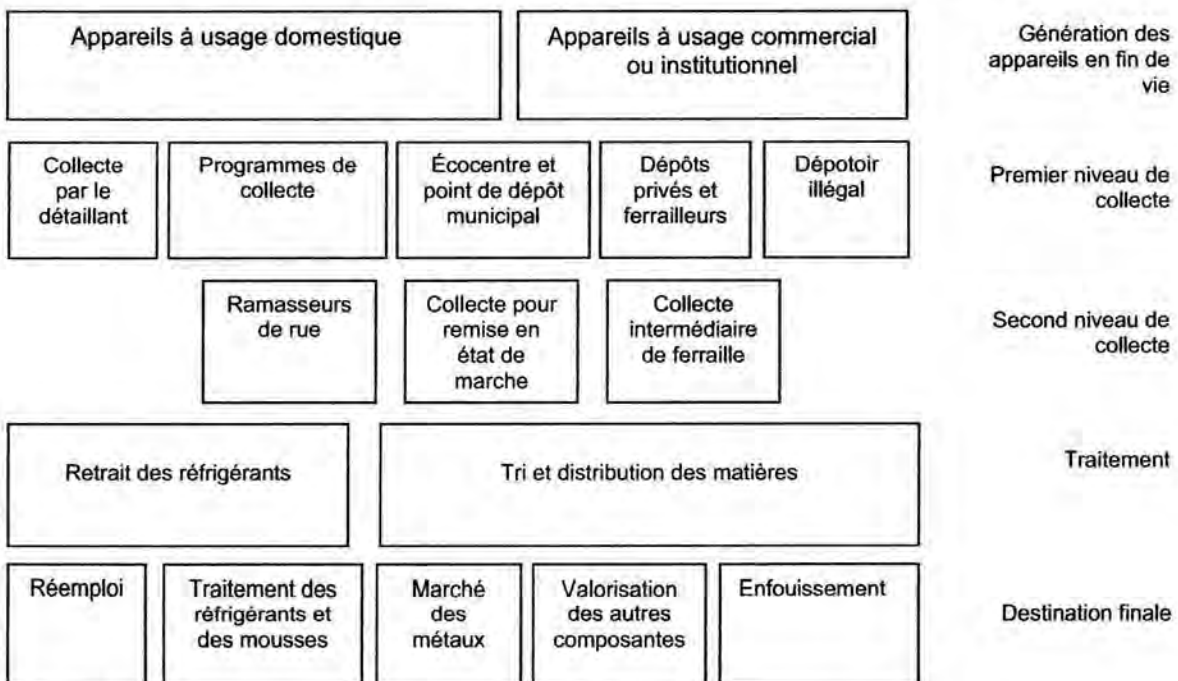 Appareils à usage domestique
Appareils à usage commercial
ou institutionnel
Génération des
appareils en fin de
vie
Collecte
par le
détaillant
Programmes de
collecte
Écocentre et
point de dépôt
municipal
Dépôts
privés et
ferrailleurs
Dépotoir
illégal
Premier niveau de
collecte
Ramasseurs
de rue
Collecte pour
remise en
état de
marche
Collecte
intermédiaire
de ferraille
Second niveau de
collecte
Retrait des réfrigérants
Tri et distribution des matières
Traitement
Réemploi
Traitement des
réfrigérants et
des mousses
Marché
des
métaux
Valorisation
des autres
composantes
Enfouissement
Destination finale